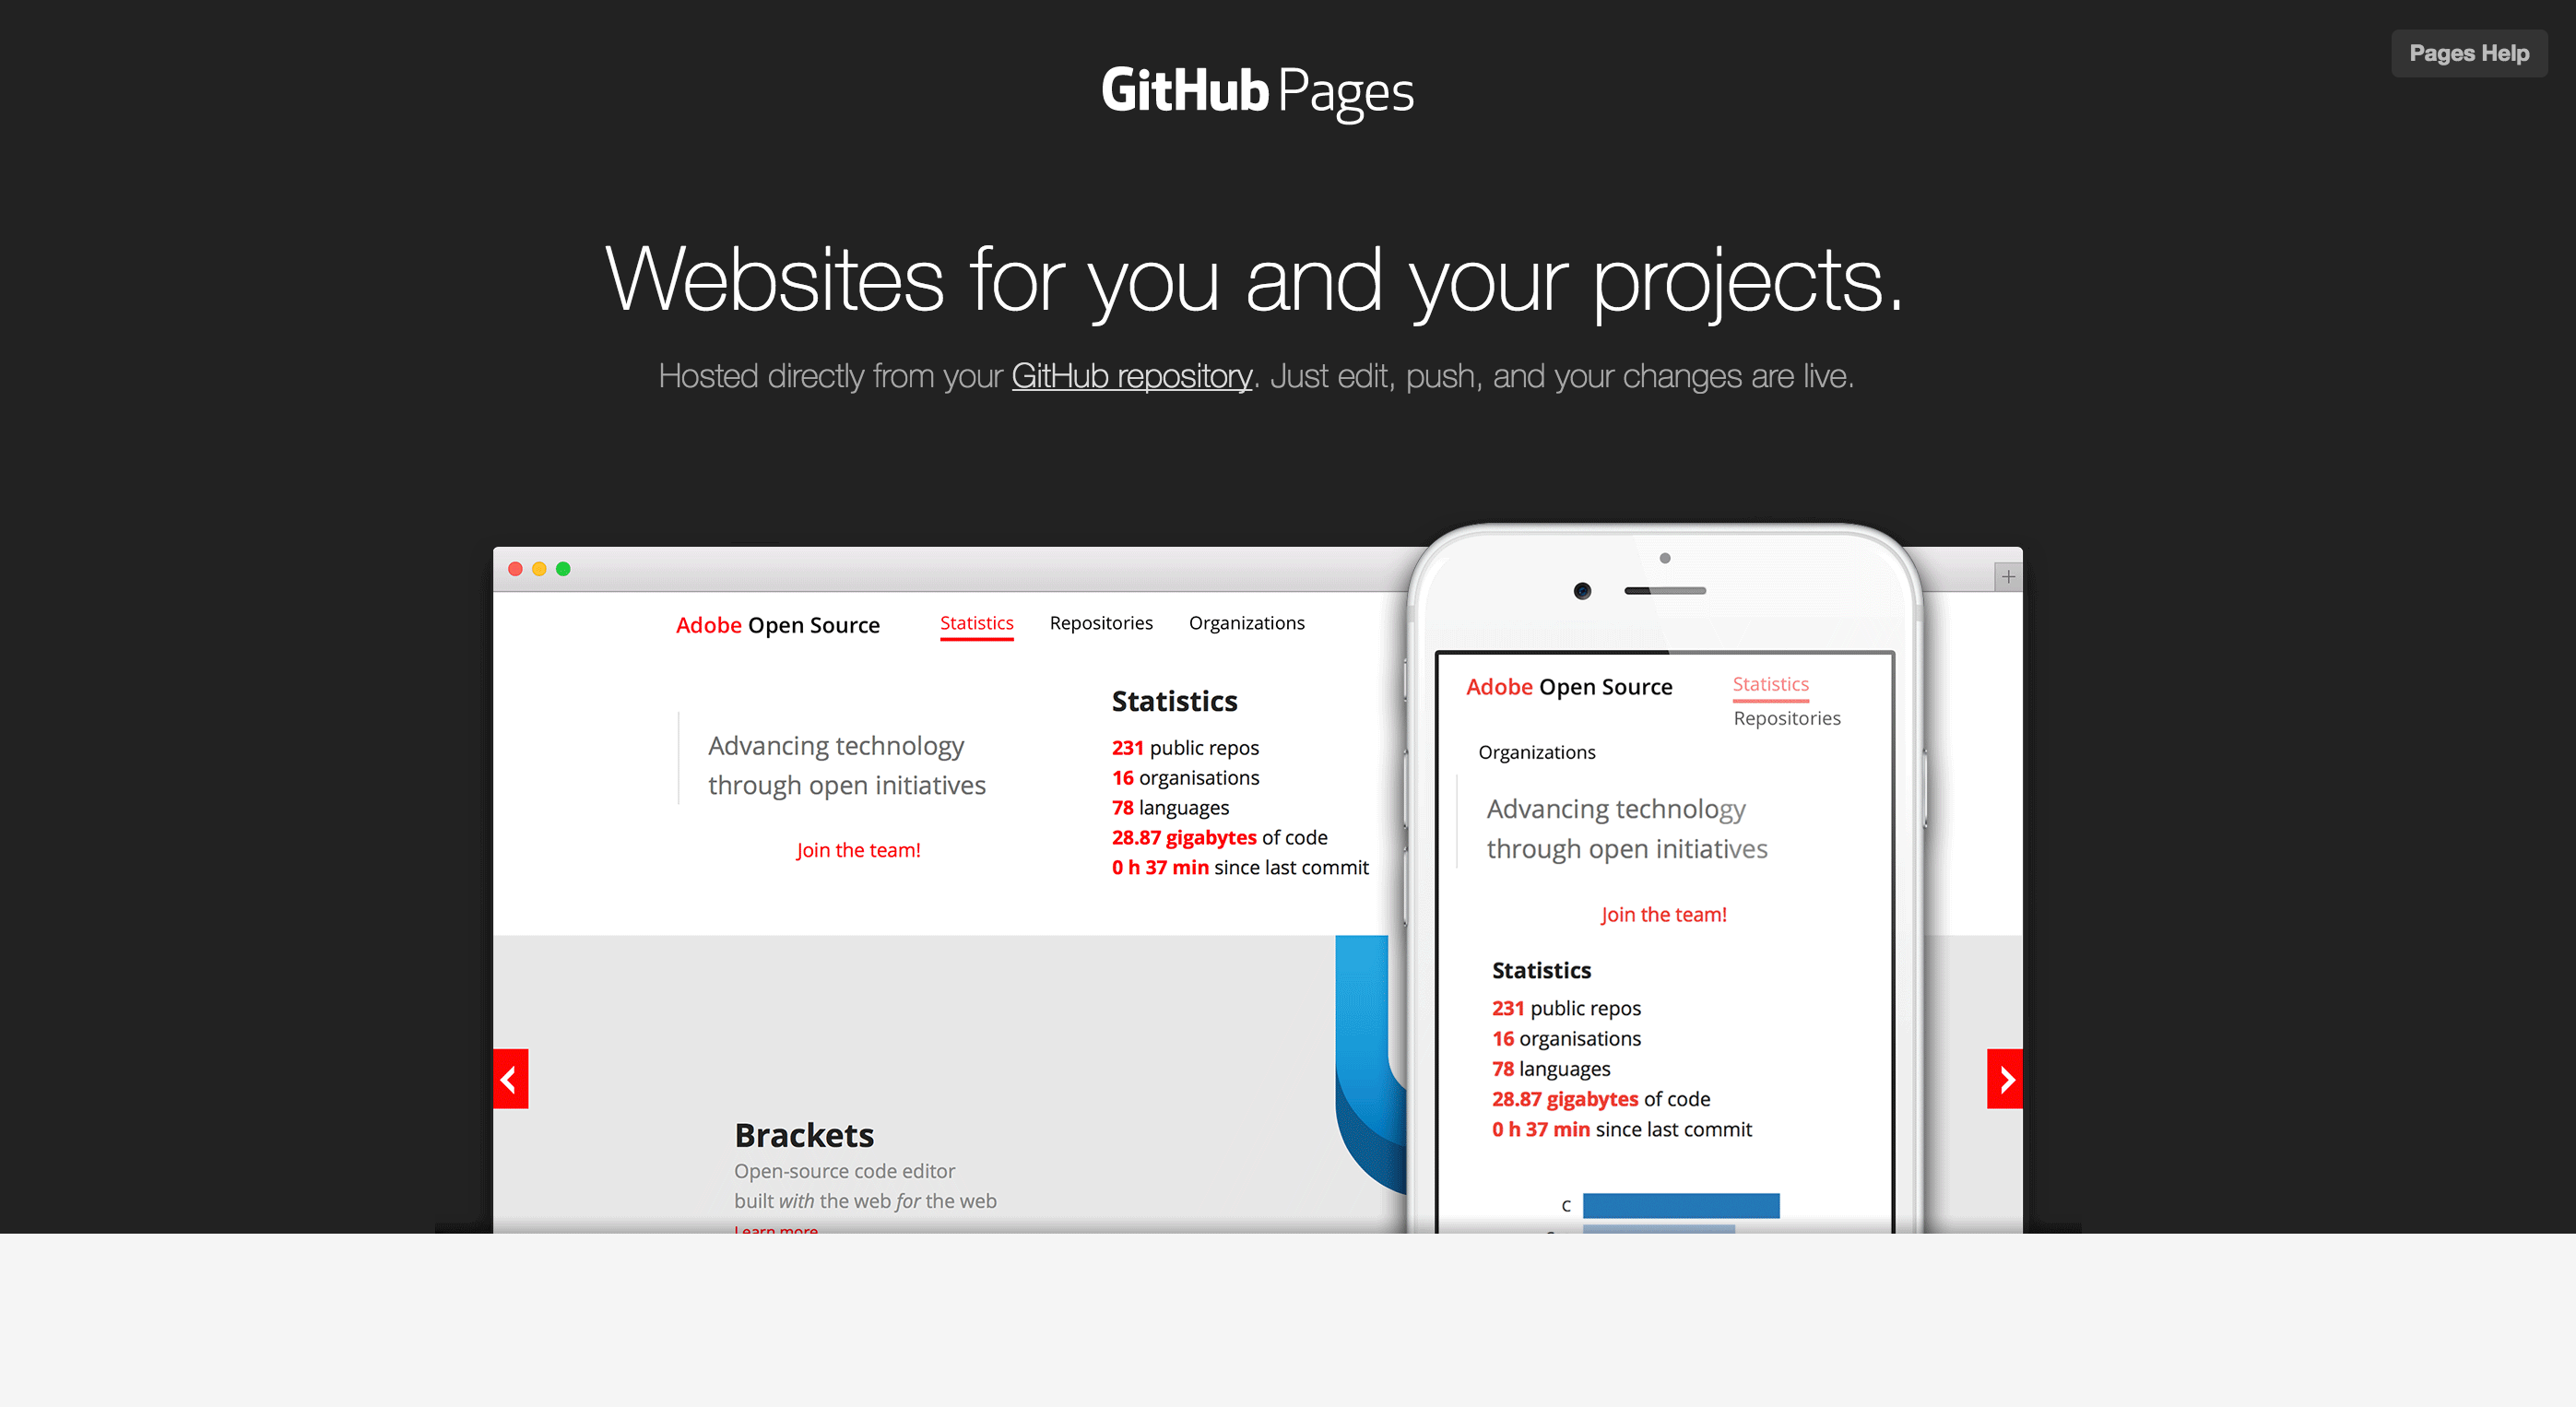 Pages Help
GitHub Pages
Websites for you and your projects.
Hosted directly from your GitHub repository. Just edit, push, and your changes are live.
Adobe Open Source
Statistics
Repositories
Organizations
Advancing technology
through open initiatives
Join the team!
Statistics
231 public repos
16 organisations
78 languages
28.87 gigabytes of code
0 h 37 min since last commit
Brackets
Open-source code editor
built with the web for the web
Learn more
Adobe Open Source
Statistics
Repositories
Organizations
Advancing technology
through open initiatives
Join the team!
Statistics
231 public repos
16 organisations
78 languages
28.87 gigabytes of code
0 h 37 min since last commit
C